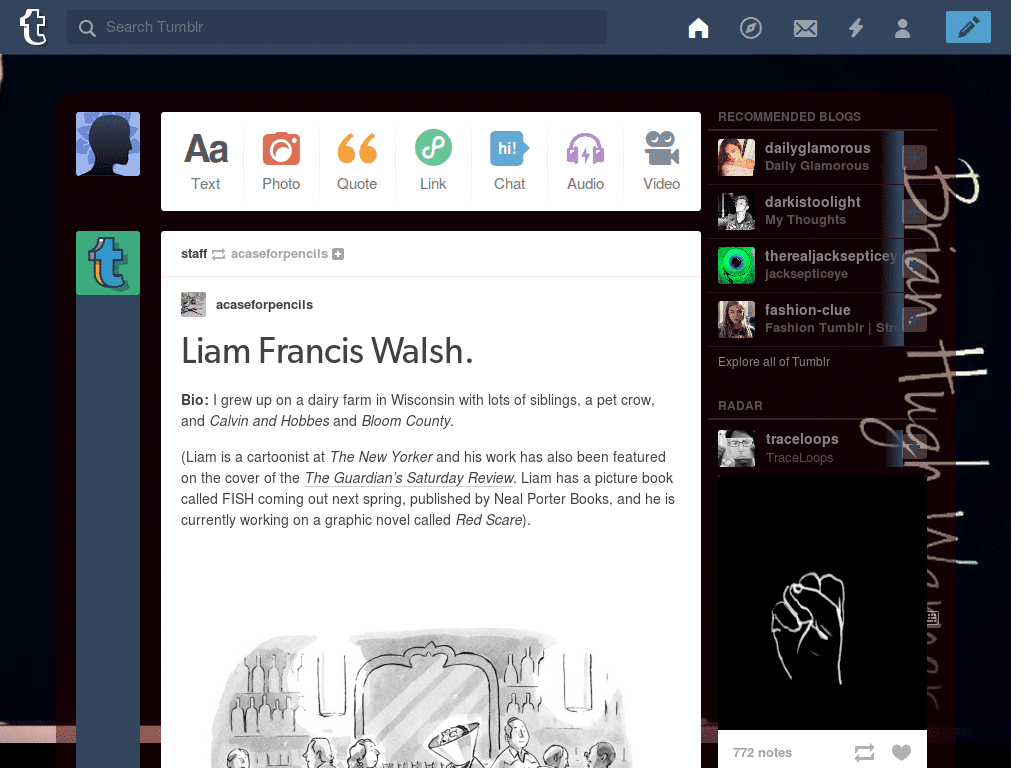 Search Tumblr
Aa
hi!
Text
Photo
Quote
Link
Chat
Audio
Video
staff acaseforpencils
acaseforpencils
Liam Francis Walsh.
Bio: I grew up on a dairy farm in Wisconsin with lots of siblings, a pet crow,
and Calvin and Hobbes and Bloom County.
(Liam is a cartoonist at The New Yorker and his work has also been featured
on the cover of the The Guardian's Saturday Review. Liam has a picture book
called FISH coming out next spring, published by Neal Porter Books, and he is
currently working on a graphic novel called Red Scare).
RECOMMENDED BLOGS
dailyglamorous
Daily Glamorous
darkistoolight
My Thoughts
therealjacksepticey
jacksepticeye
fashion-clue
Fashion Tumblr | Str
Explore all of Tumblr
RADAR
traceloops
TraceLoops
772 notes
Brian Hugh Warner